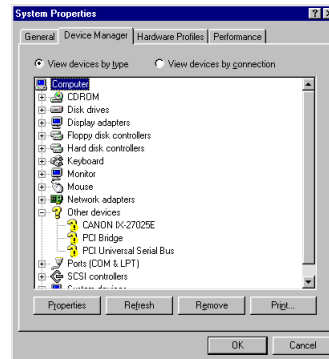 System Properties
General Device Manager Hardware Profiles Performance
View devices by type View devices by connection
Computer
CDROM
Disk drives
Display adapters
Floppy disk controllers
Hard disk controllers
Keyboard
Monitor
Mouse
Network adapters
Other devices
CANON IX-27025E
PCI Bridge
PCI Universal Serial Bus
Ports (COM & LPT)
SCSI controllers
System devices
Properties Refresh Remove Print...
OK Cancel